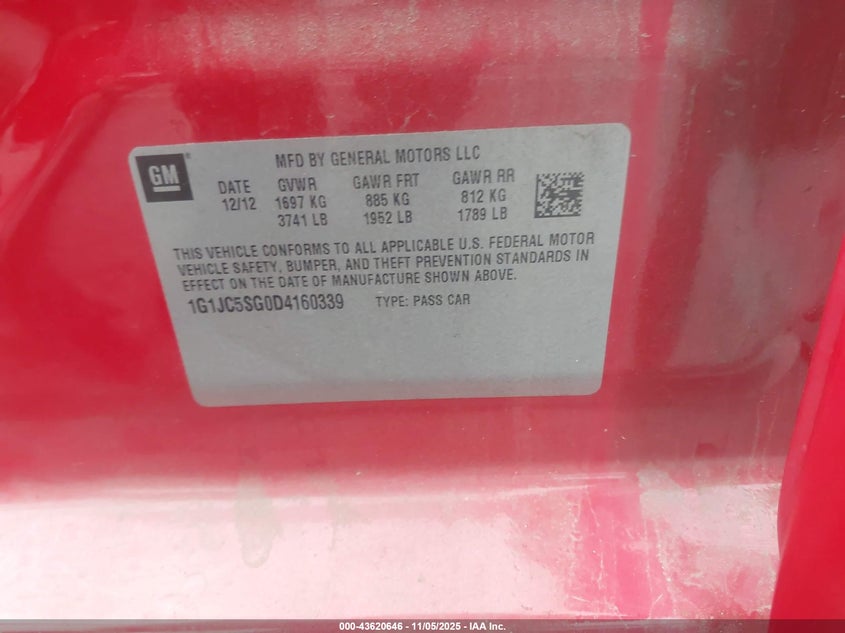 GM
MFD BY GENERAL MOTORS LLC
DATE GVWR GAWR FRT GAWR RR
12/12 1697 KG 885 KG 812 KG
3741 LB 1952 LB 1789 LB
THIS VEHICLE CONFORMS TO ALL APPLICABLE U.S. FEDERAL MOTOR
VEHICLE SAFETY, BUMPER, AND THEFT PREVENTION STANDARDS IN
EFFECT ON THE DATE OF MANUFACTURE SHOWN ABOVE.
1G1JC5SG0D4160339 TYPE: PASS CAR
000-43620646 - 11/05/2025 - IAA Inc.